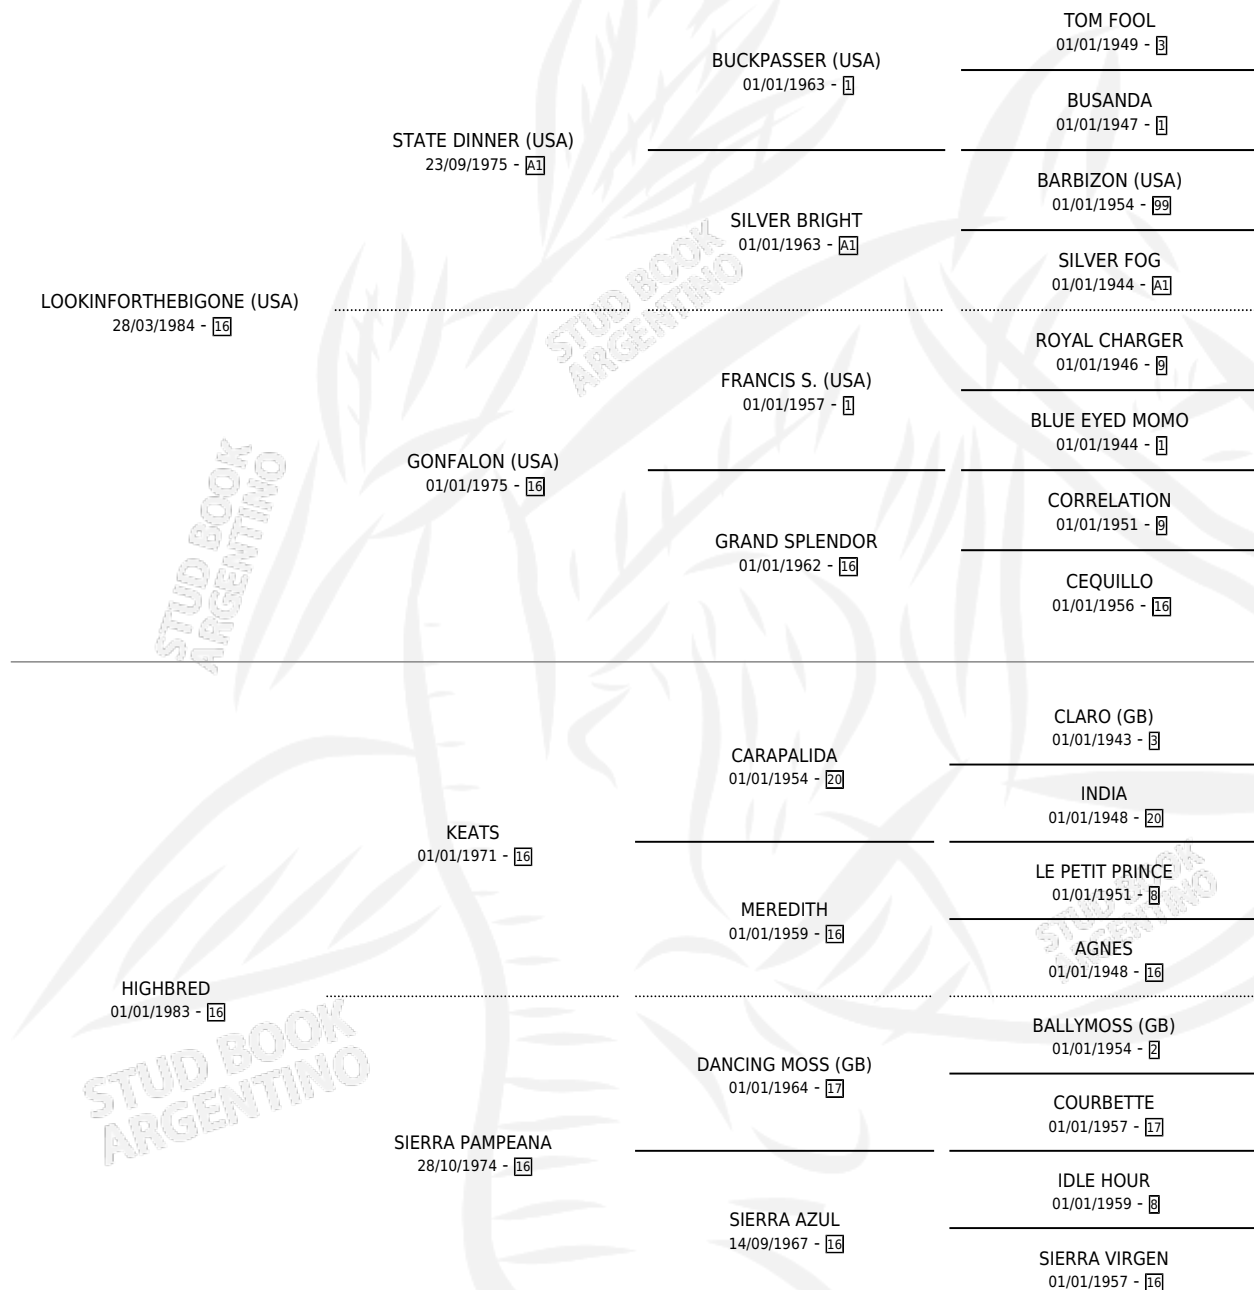 TOM FOOL
01/01/1949 - 3
BUCKPASSER (USA)
01/01/1963 - 1
BUSANDA
01/01/1947 - 1
STATE DINNER (USA)
23/09/1975 - A1
BARBIZON (USA)
01/01/1954 - 99
SILVER BRIGHT
01/01/1963 - A1
SILVER FOG
01/01/1944 - A1
LOOKINFORTHEBIGONE (USA)
28/03/1984 - 16
STUD BOOK
ARGENTINO
ROYAL CHARGER
01/01/1946 - 9
FRANCIS S. (USA)
01/01/1957 - 1
BLUE EYED MOMO
01/01/1944 - 1
GONFALON (USA)
01/01/1975 - 16
CORRELATION
01/01/1951 - 9
GRAND SPLENDOR
01/01/1962 - 16
CEQUILLO
01/01/1956 - 16
STUD BOOK
ARGENTINO
CLARO (GB)
01/01/1943 - 3
CARAPALIDA
01/01/1954 - 20
INDIA
01/01/1948 - 20
KEATS
01/01/1971 - 16
LE PETIT PRINCE
01/01/1951 - 8
MEREDITH
01/01/1959 - 16
AGNES
01/01/1948 - 16
STUD BOOK
ARGENTINO
HIGHBRED
01/01/1983 - 16
BALLYMOSS (GB)
01/01/1954 - 2
DANCING MOSS (GB)
01/01/1964 - 17
COURBETTE
01/01/1957 - 17
STUD BOOK
ARGENTINO
SIERRA PAMPEANA
28/10/1974 - 16
IDLE HOUR
01/01/1959 - 8
SIERRA AZUL
14/09/1967 - 16
SIERRA VIRGEN
01/01/1957 - 16